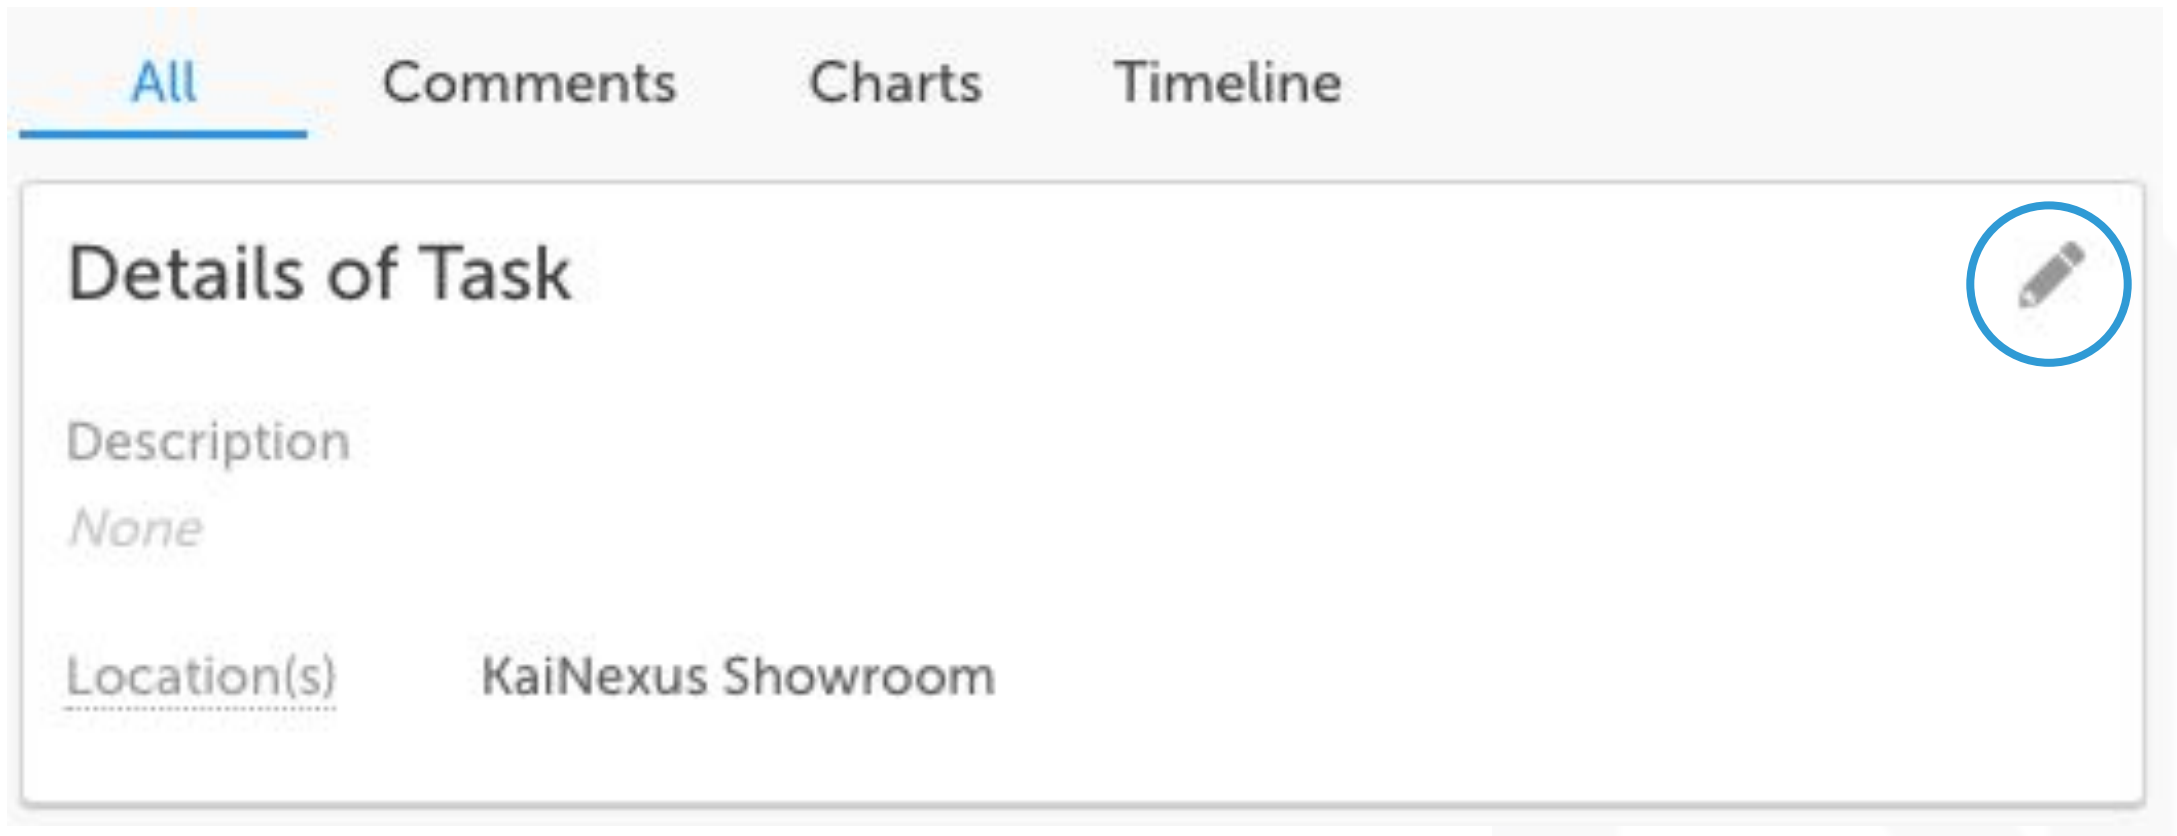 All Comments Charts Timeline
Details of Task
Description
None
Location(s) KaiNexus Showroom